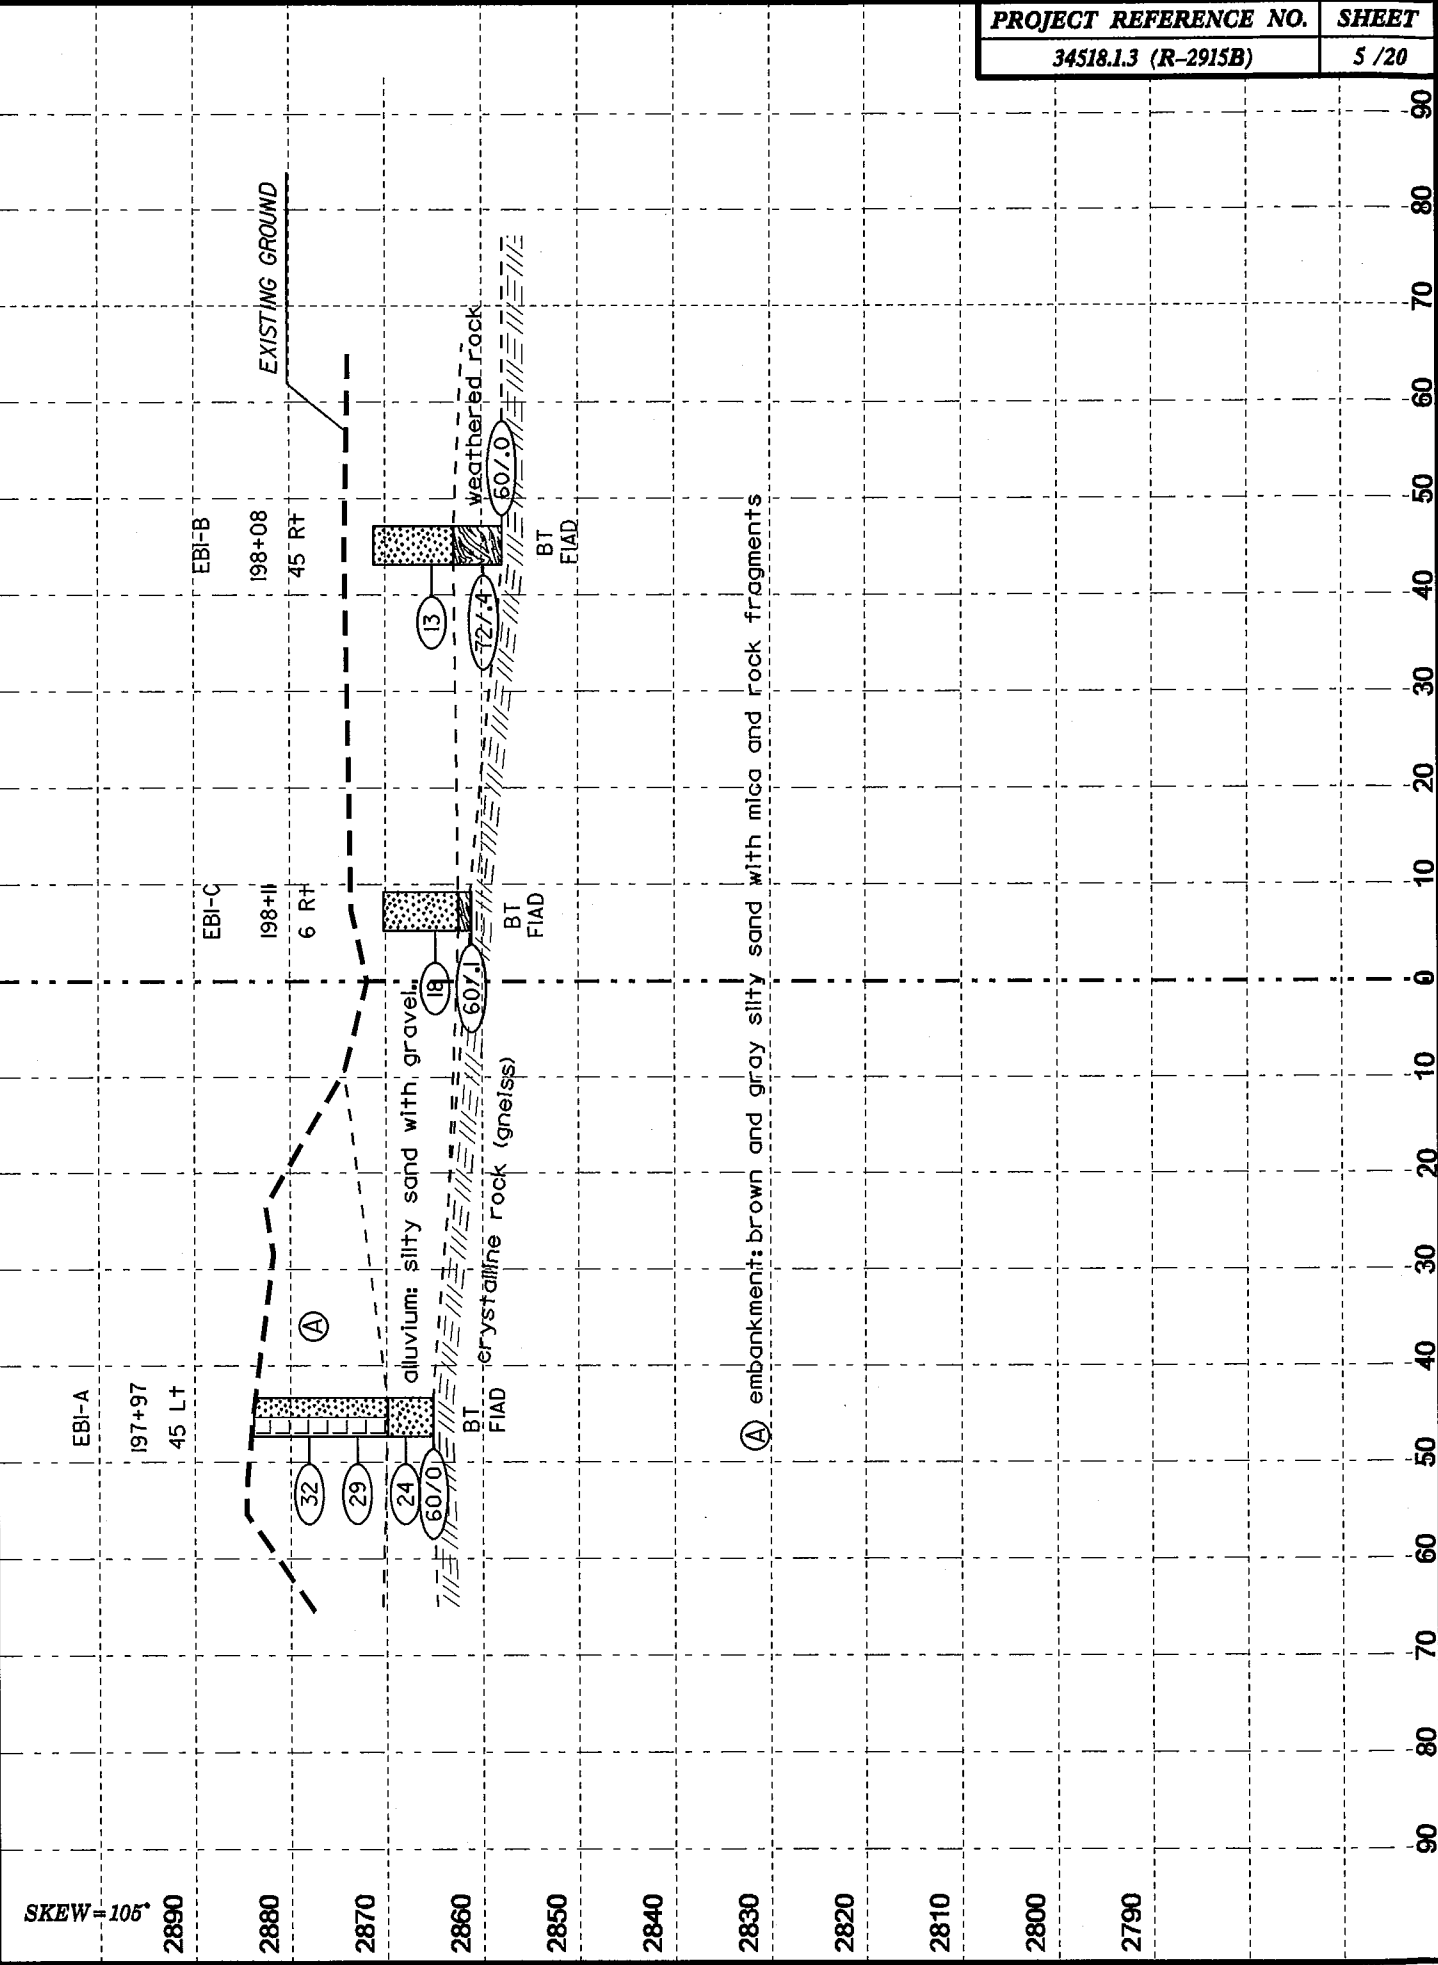 PROJECT REFERENCE NO. SHEET
34518.1.3 (R-2915B) 5 /20
SKEW=105°
EXISTING GROUND
EB1-A
197+97
45 Lt
EB1-C
198+11
6 Rt
EB1-B
198+08
45 Rt
32
29
24
60/0
BT
FIAD
18
60/.1
BT
FIAD
13
72/.4
60/.0
BT
FIAD
A
alluvium: silty sand with gravel
weathered rock
crystalline rock (gneiss)
A embankment: brown and gray silty sand with mica and rock fragments
2890
2880
2870
2860
2850
2840
2830
2820
2810
2800
2790
90 80 70 60 50 40 30 20 10 0 10 20 30 40 50 60 70 80 90